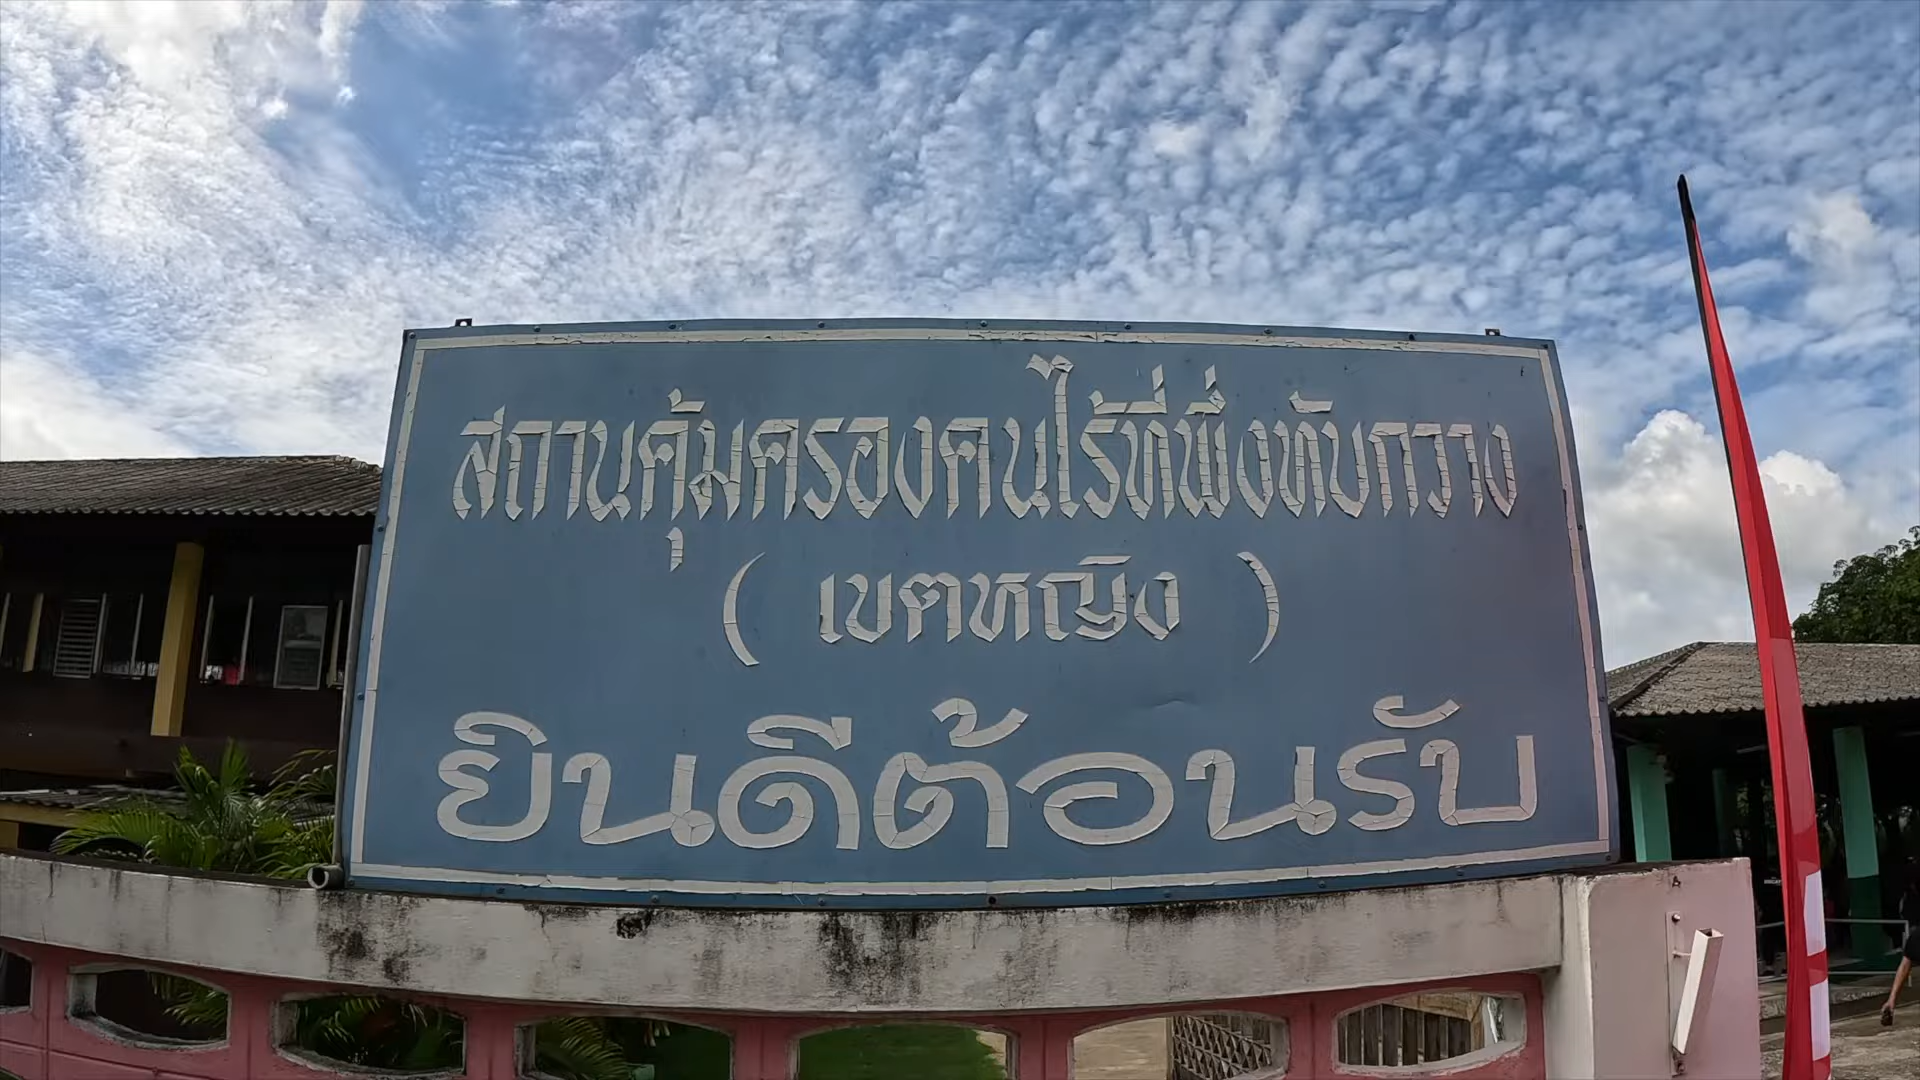 สถานคุ้มครองคนไร้ที่พึ่งทับกวาง
( เขตหญิง )
ยินดีต้อนรับ